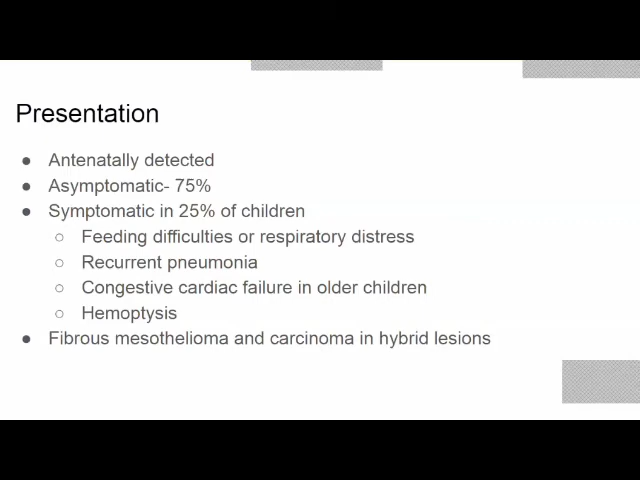 Presentation
● Antenatally detected
● Asymptomatic- 75%
● Symptomatic in 25% of children
○ Feeding difficulties or respiratory distress
○ Recurrent pneumonia
○ Congestive cardiac failure in older children
○ Hemoptysis
● Fibrous mesothelioma and carcinoma in hybrid lesions